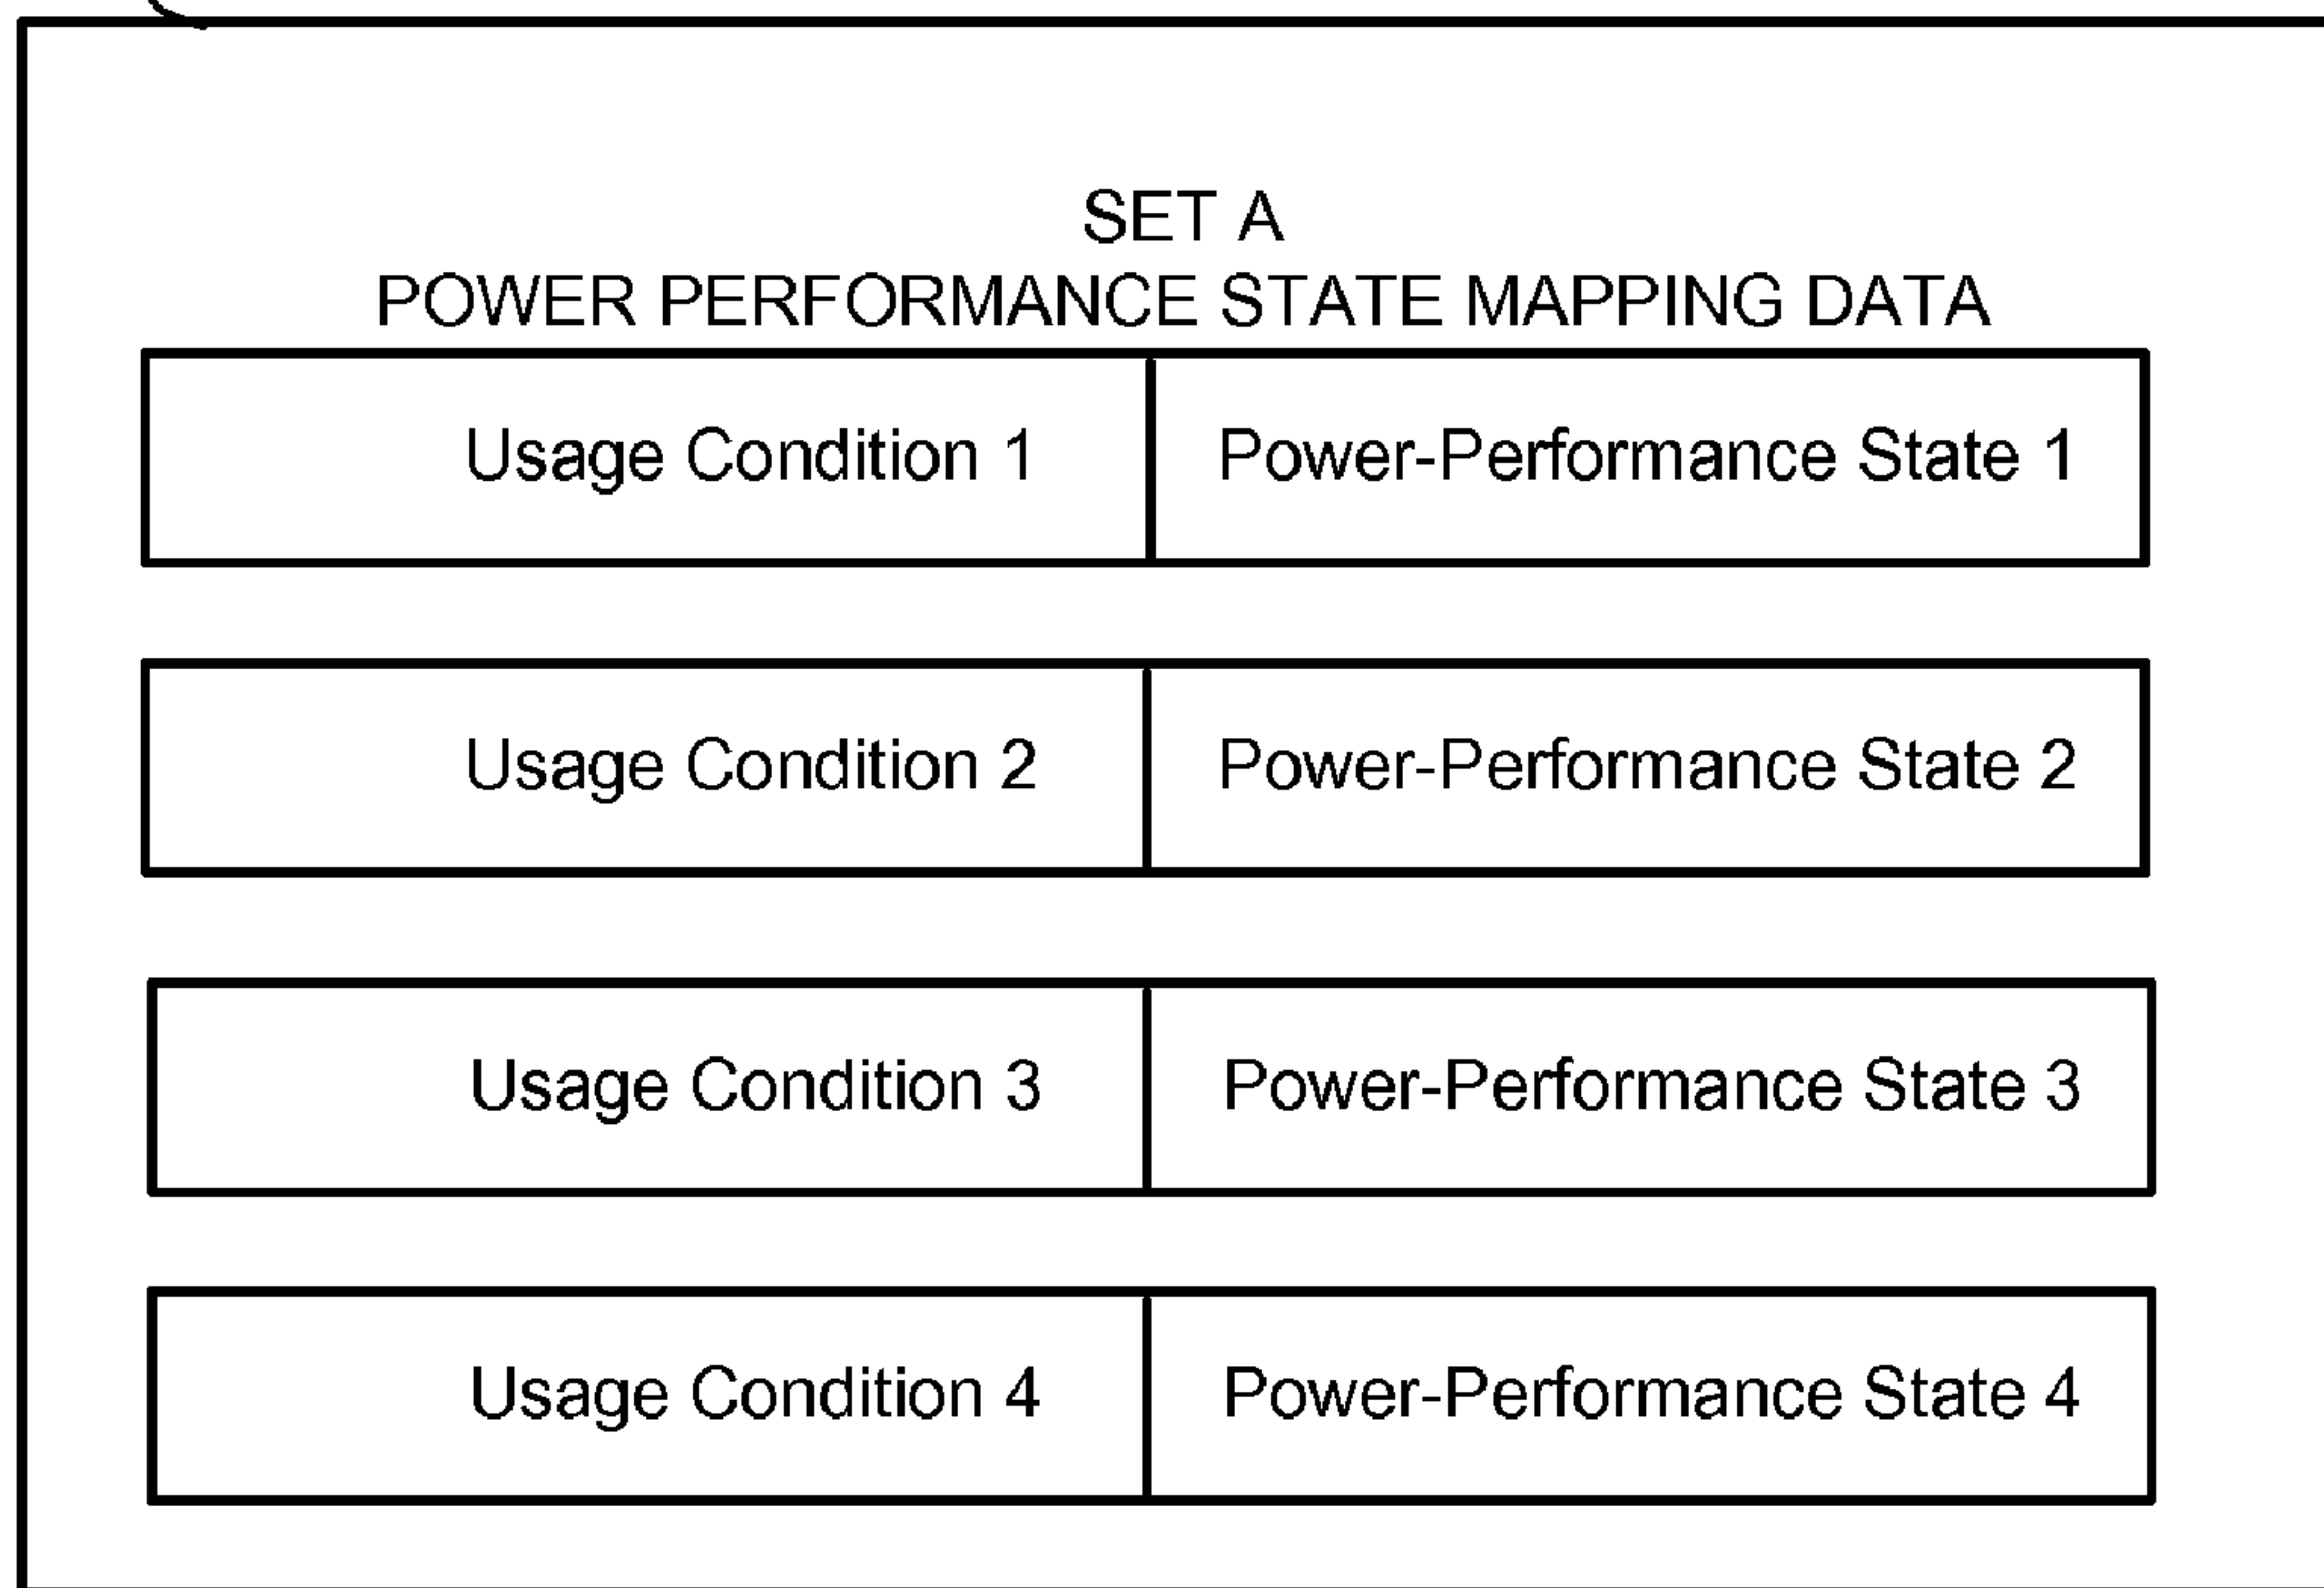 SET A
POWER PERFORMANCE STATE MAPPING DATA
Usage Condition 1 Power-Performance State 1
Usage Condition 2 Power-Performance State 2
Usage Condition 3 Power-Performance State 3
Usage Condition 4 Power-Performance State 4